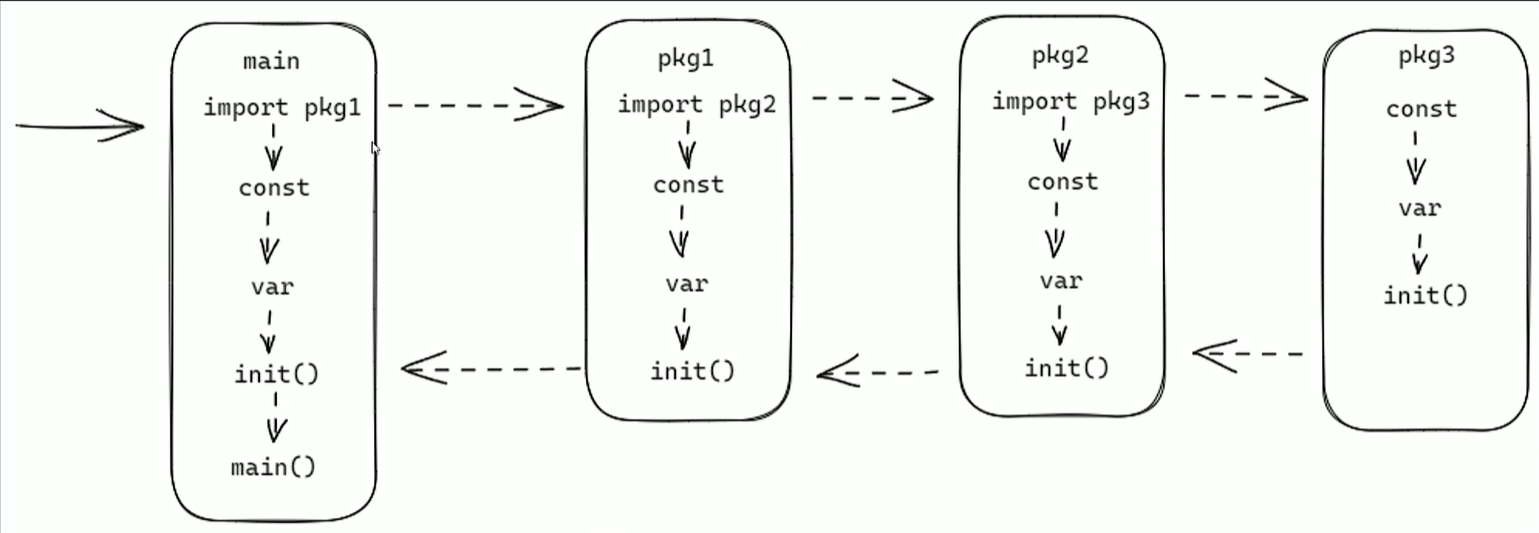 main
import pkg1
const
var
init()
main()
pkg1
import pkg2
const
var
init()
pkg2
import pkg3
const
var
init()
pkg3
const
var
init()